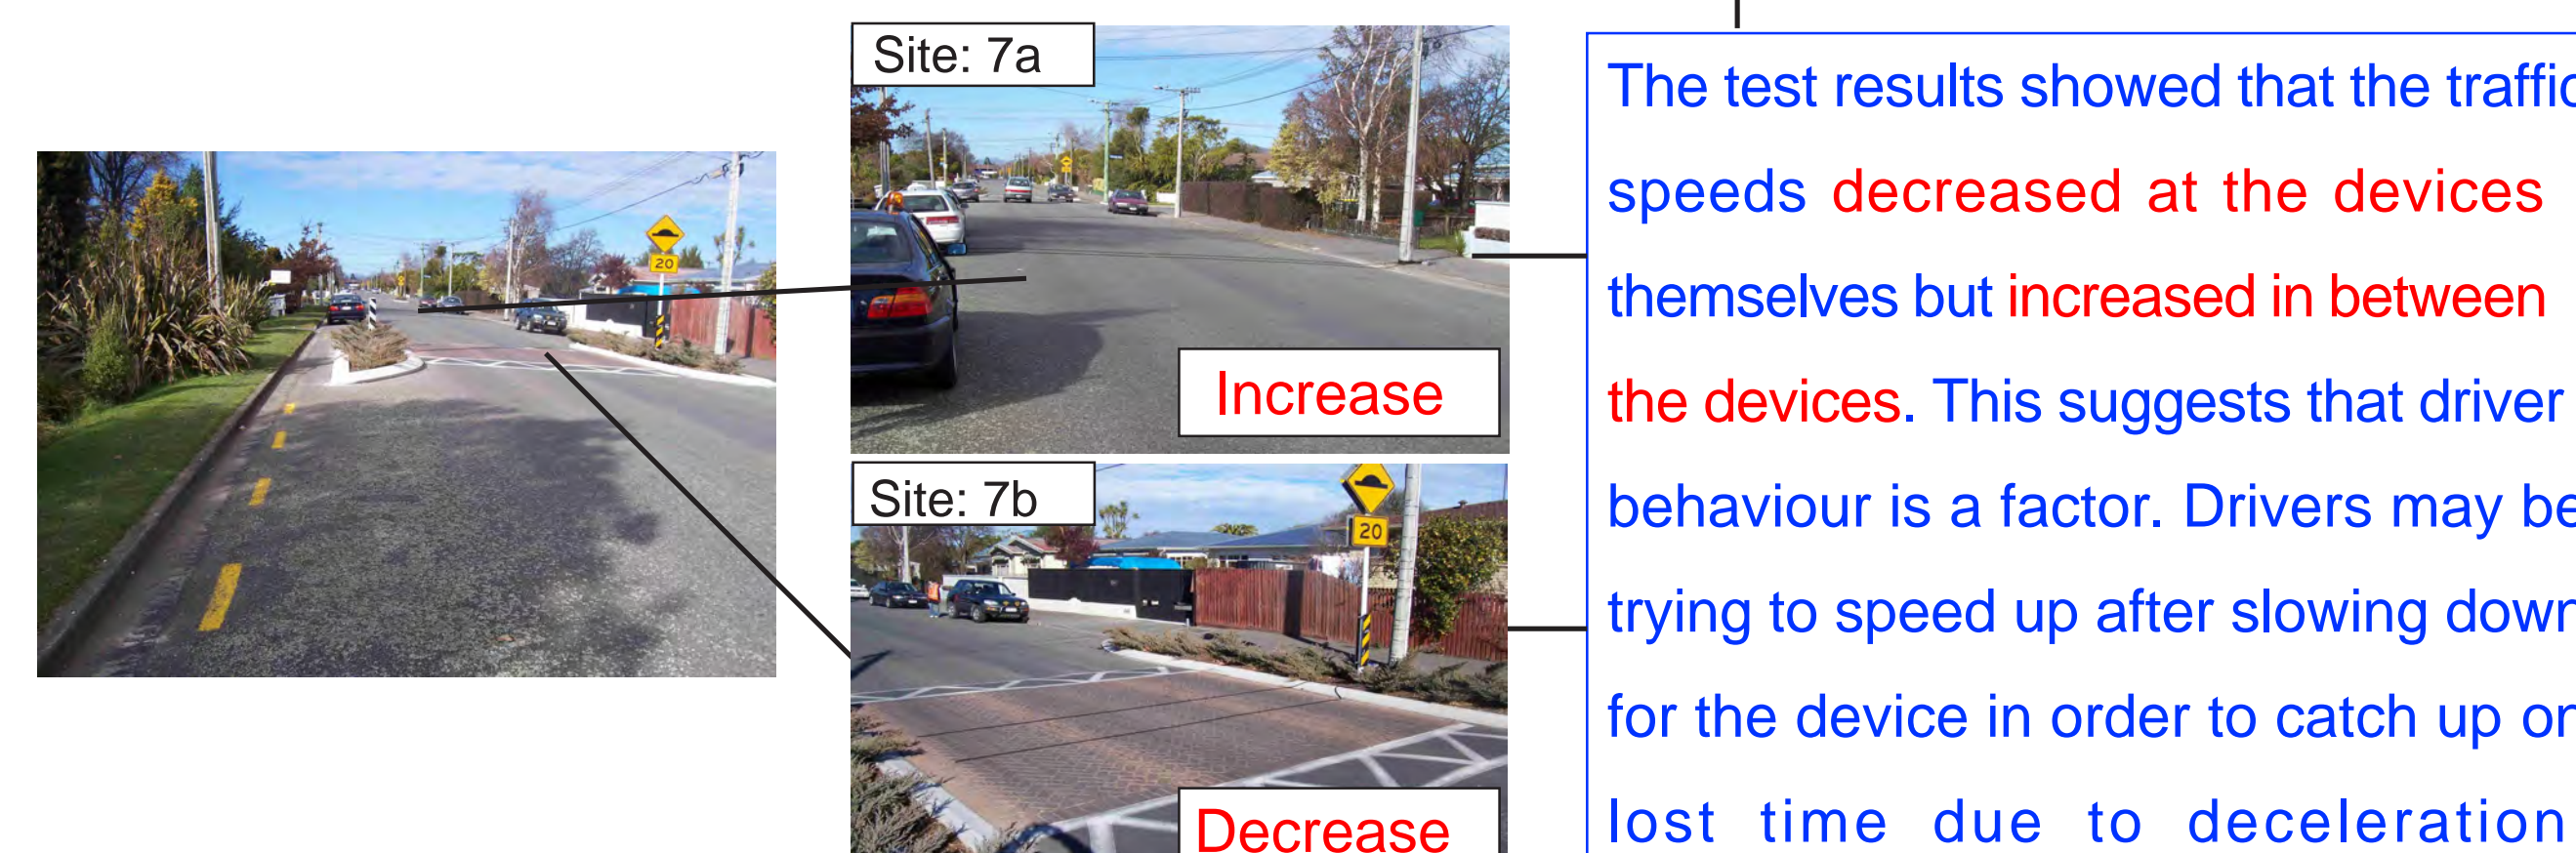 Site: 7a
Increase
20
Site: 7b
20
Decrease
The test results showed that the traffic
speeds decreased at the devices
themselves but increased in between
the devices. This suggests that driver
behaviour is a factor. Drivers may be
trying to speed up after slowing down
for the device in order to catch up on
lost time due to deceleration